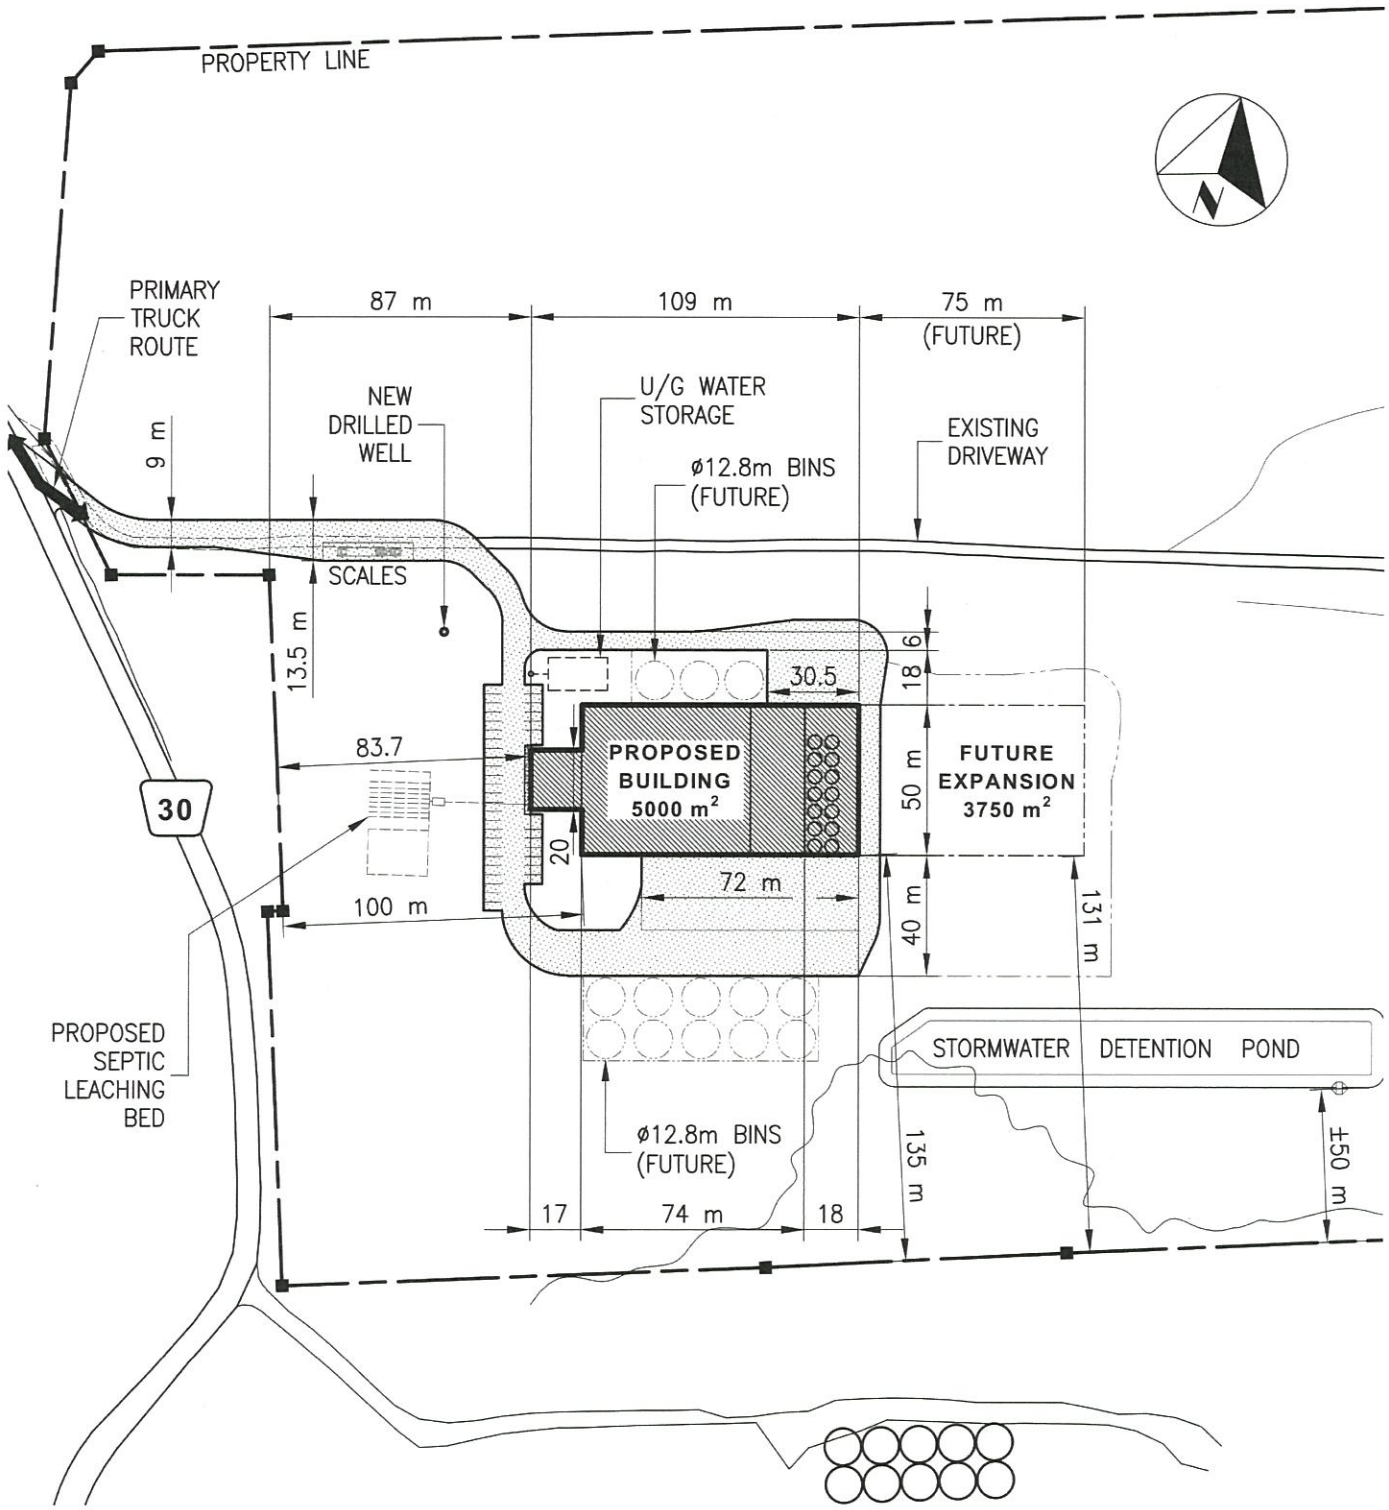 PROPERTY LINE
N
PRIMARY
TRUCK
ROUTE
87 m
109 m
75 m
(FUTURE)
NEW
DRILLED
WELL
U/G WATER
STORAGE
ø12.8m BINS
(FUTURE)
EXISTING
DRIVEWAY
9 m
SCALES
13.5 m
6
18
30.5
83.7
PROPOSED
BUILDING
5000 m²
50 m
FUTURE
EXPANSION
3750 m²
30
20
72 m
100 m
40 m
131 m
PROPOSED
SEPTIC
LEACHING
BED
STORMWATER DETENTION POND
ø12.8m BINS
(FUTURE)
135 m
±50 m
17
74 m
18